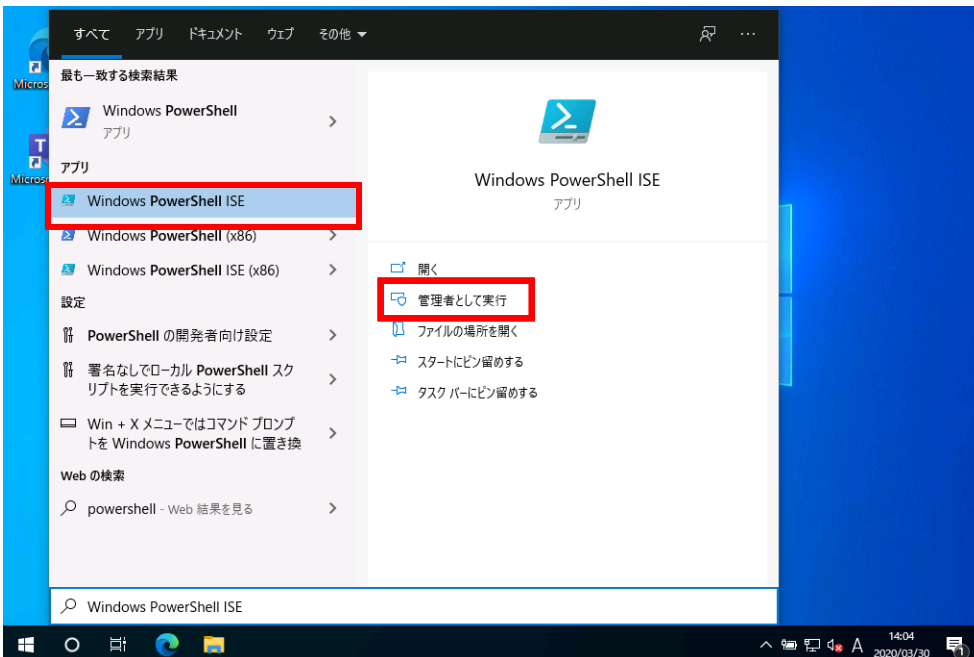 すべて アプリ ドキュメント ウェブ その他
最も一致する検索結果
Windows PowerShell
アプリ
アプリ
Windows PowerShell ISE
Windows PowerShell (x86)
Windows PowerShell ISE (x86)
設定
PowerShell の開発者向け設定
署名なしでローカル PowerShell スク
リプトを実行できるようにする
Win + X メニューではコマンド プロンプ
トを Windows PowerShell に置き換
Web の検索
powershell - Web 結果を見る
Windows PowerShell ISE
アプリ
開く
管理者として実行
ファイルの場所を開く
スタートにピン留めする
タスク バーにピン留めする
Windows PowerShell ISE
Micros
T
Micros
A
14:04
2020/03/30
1